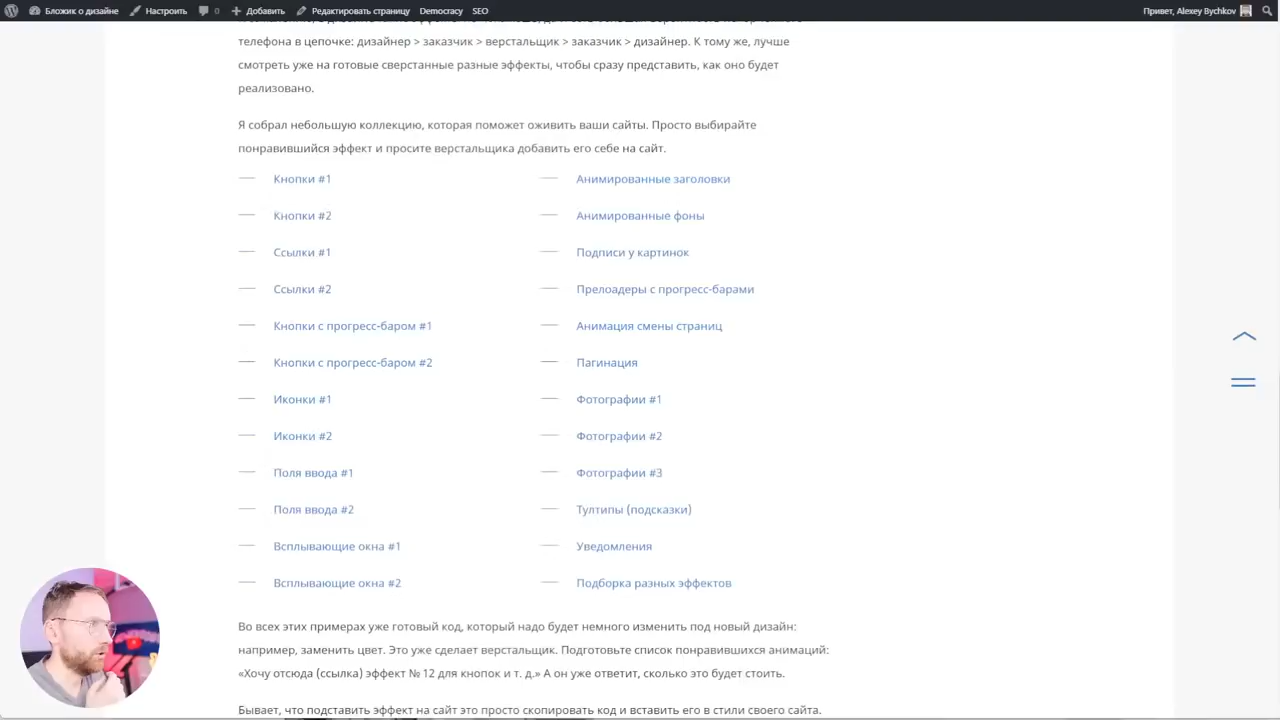 Бложик о дизайне Настроить 0 Добавить Редактировать страницу Democracy SEO Привет, Alexey Bychkov
телефона в цепочке: дизайнер > заказчик > верстальщик > заказчик > дизайнер. К тому же, лучше
смотреть уже на готовые сверстанные разные эффекты, чтобы сразу представить, как оно будет
реализовано.
Я собрал небольшую коллекцию, которая поможет оживить ваши сайты. Просто выбирайте
понравившийся эффект и просите верстальщика добавить его себе на сайт.
Кнопки #1
Кнопки #2
Ссылки #1
Ссылки #2
Кнопки с прогресс-баром #1
Кнопки с прогресс-баром #2
Иконки #1
Иконки #2
Поля ввода #1
Поля ввода #2
Всплывающие окна #1
Всплывающие окна #2
Анимированные заголовки
Анимированные фоны
Подписи у картинок
Прелоадеры с прогресс-барами
Анимация смены страниц
Пагинация
Фотографии #1
Фотографии #2
Фотографии #3
Тултипы (подсказки)
Уведомления
Подборка разных эффектов
Во всех этих примерах уже готовый код, который надо будет немного изменить под новый дизайн:
например, заменить цвет. Это уже сделает верстальщик. Подготовьте список понравившихся анимаций:
«Хочу отсюда (ссылка) эффект № 12 для кнопок и т. д.» А он уже ответит, сколько это будет стоить.
Бывает, что подставить эффект на сайт это просто скопировать код и вставить его в стили своего сайта.